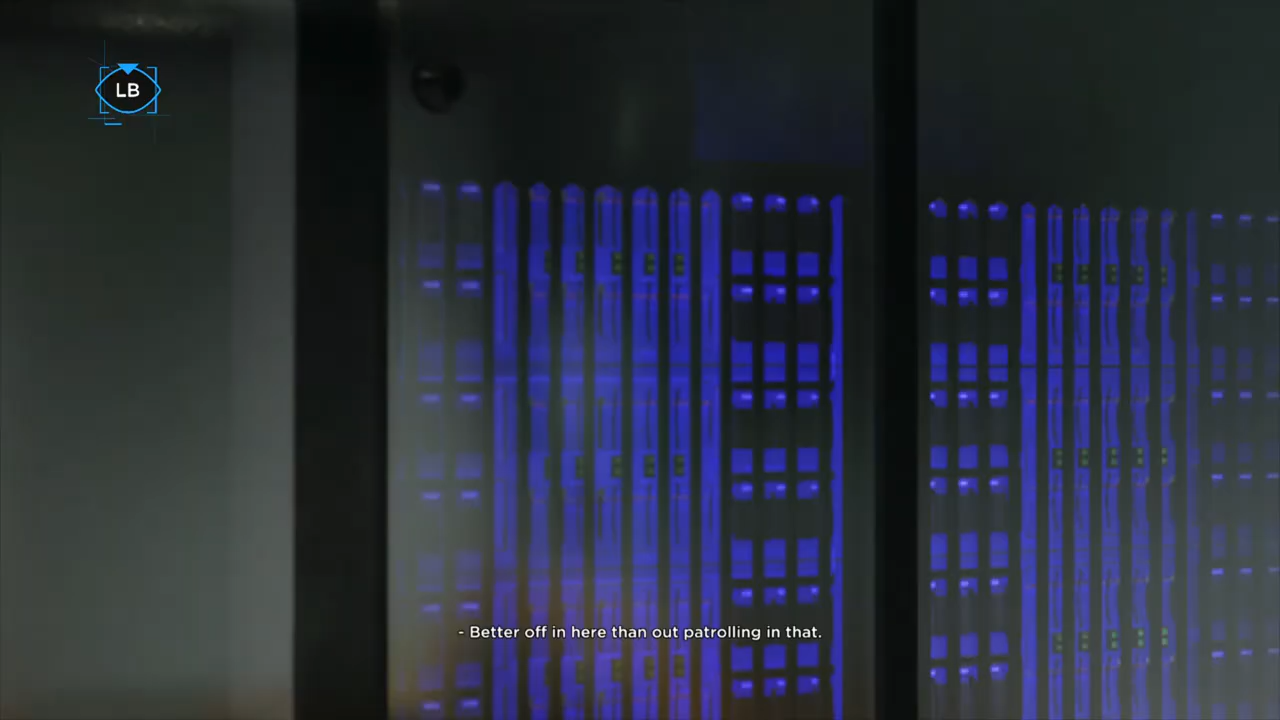 LB
- Better off in here than out patrolling in that.